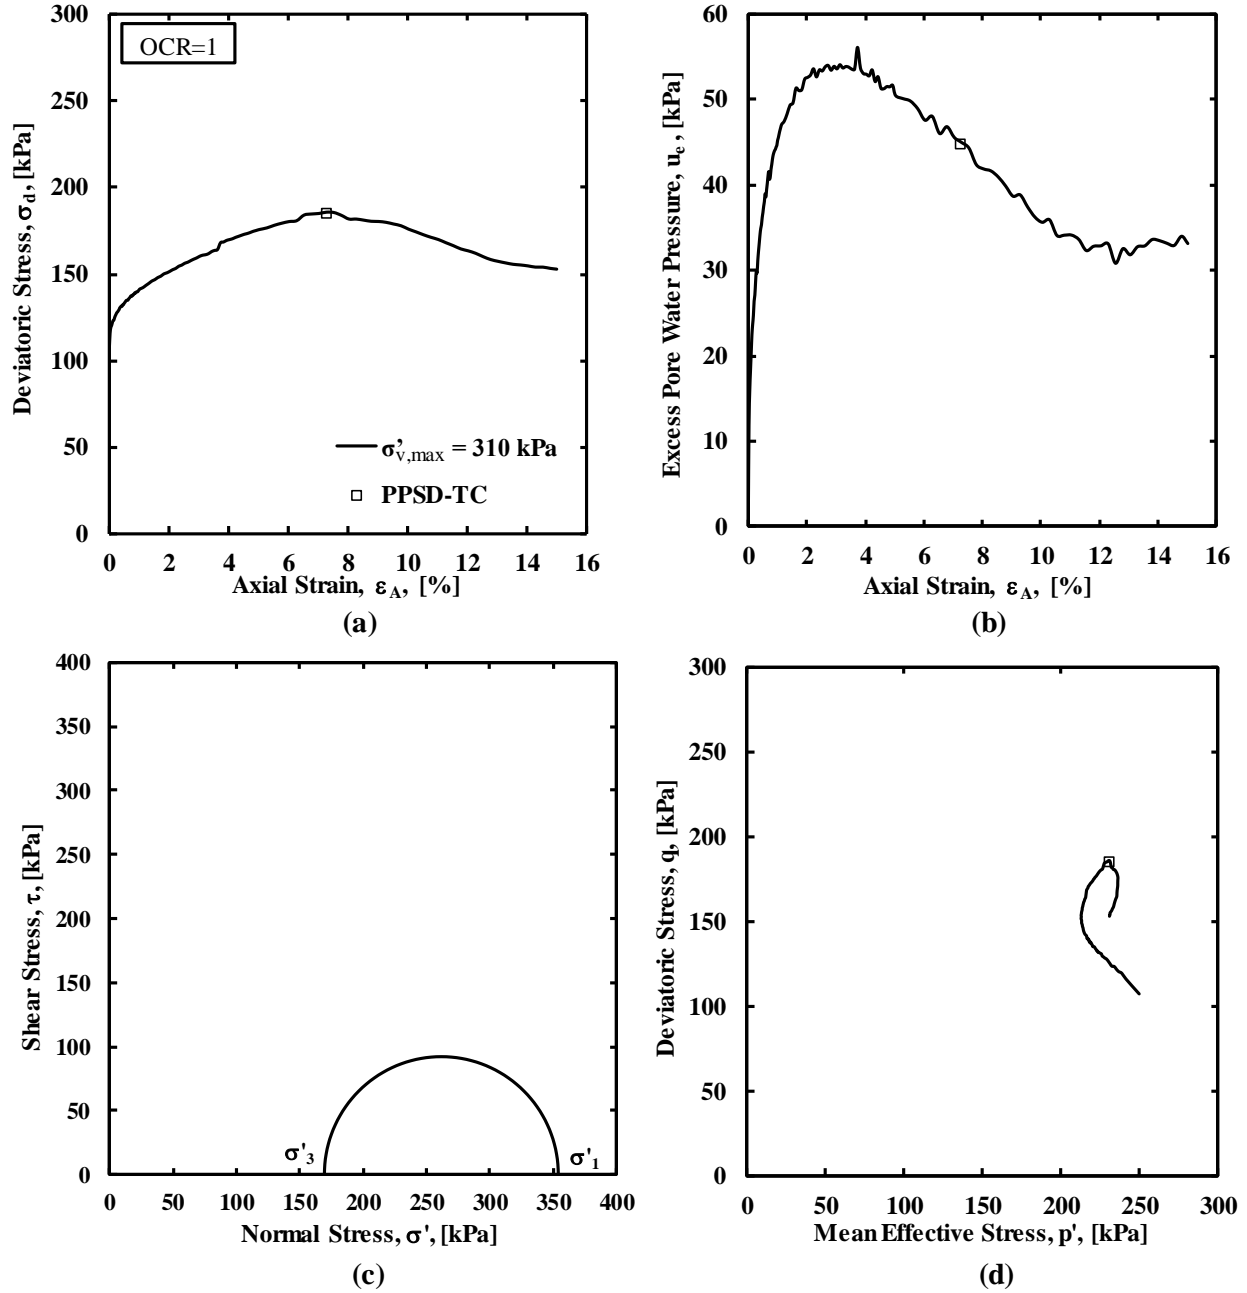 OCR=1
300
250
200
150
100
50
0
0 2 4 6 8 10 12 14 16
Deviatoric Stress, σd, [kPa]
Axial Strain, εA, [%]
σ'v,max = 310 kPa
PPSD-TC
(a)
60
50
40
30
20
10
0
0 2 4 6 8 10 12 14 16
Excess Pore Water Pressure, ue, [kPa]
Axial Strain, εA, [%]
(b)
400
350
300
250
200
150
100
50
0
0 50 100 150 200 250 300 350 400
Shear Stress, τ, [kPa]
σ'3
σ'1
Normal Stress, σ', [kPa]
(c)
300
250
200
150
100
50
0
0 50 100 150 200 250 300
Deviatoric Stress, q, [kPa]
Mean Effective Stress, p', [kPa]
(d)